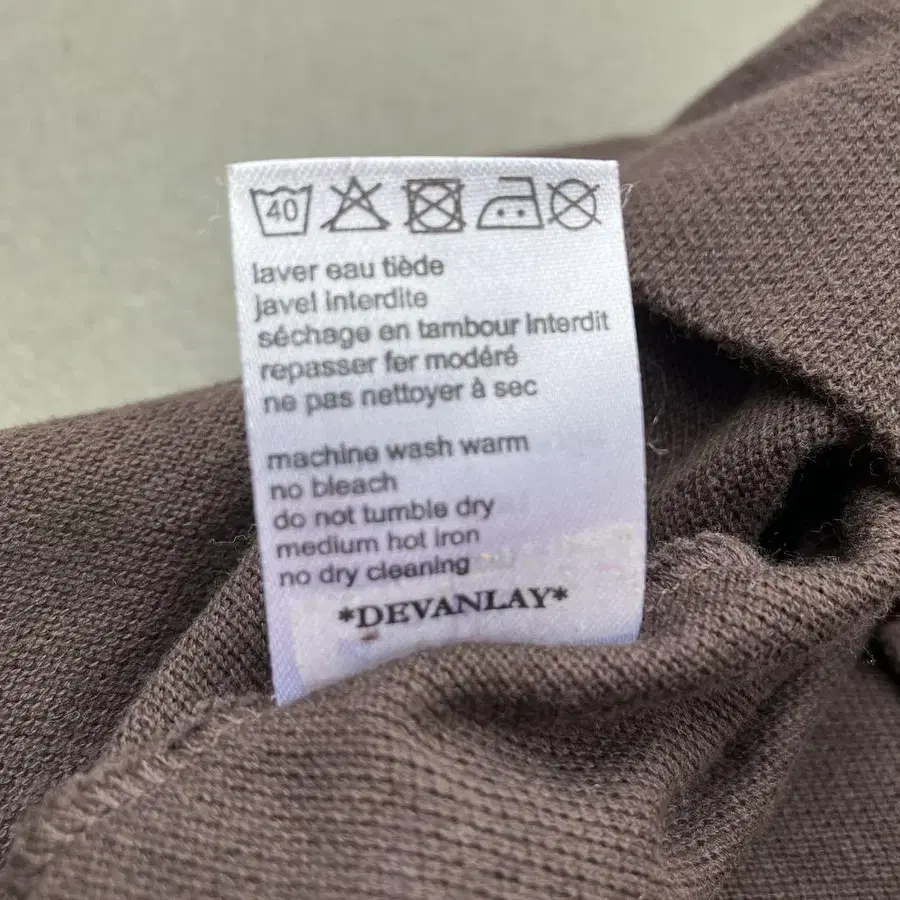 40
laver eau tiède
javel interdite
séchage en tambour interdit
repasser fer modéré
ne pas nettoyer à sec
machine wash warm
no bleach
do not tumble dry
medium hot iron
no dry cleaning
*DEVANLAY*